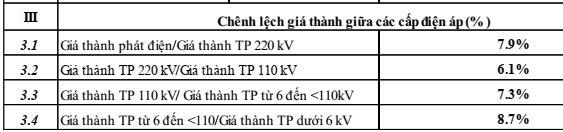 III Chênh lệch giá thành giữa các cấp điện áp (%)
3.1 Giá thành phát điện/Giá thành TP 220 kV 7.9%
3.2 Giá thành TP 220 kV/Giá thành TP 110 kV 6.1%
3.3 Giá thành TP 110 kV/ Giá thành TP từ 6 đến <110kV 7.3%
3.4 Giá thành TP từ 6 đến <110/Giá thành TP dưới 6 kV 8.7%